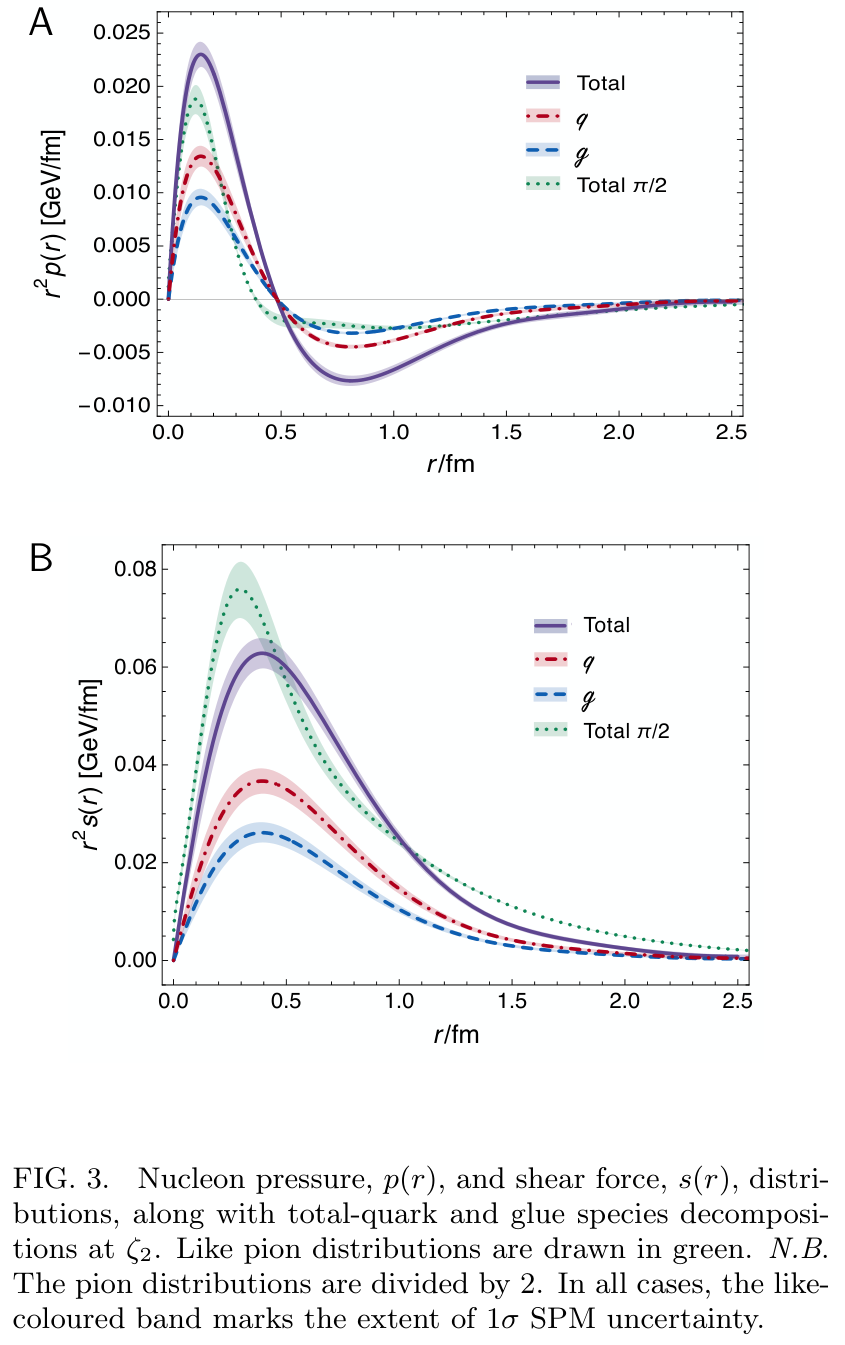 A
0.025
0.020
0.015
0.010
0.005
0.000
−0.005
−0.010
r² p(r) [GeV/fm]
Total
𝓆
ℊ
Total π/2
0.0 0.5 1.0 1.5 2.0 2.5
r/fm
B
0.08
0.06
0.04
0.02
0.00
r² s(r) [GeV/fm]
Total
𝓆
ℊ
Total π/2
0.0 0.5 1.0 1.5 2.0 2.5
r/fm
FIG. 3. Nucleon pressure, p(r), and shear force, s(r), distri-
butions, along with total-quark and glue species decomposi-
tions at ζ₂. Like pion distributions are drawn in green. N.B.
The pion distributions are divided by 2. In all cases, the like-
coloured band marks the extent of 1σ SPM uncertainty.